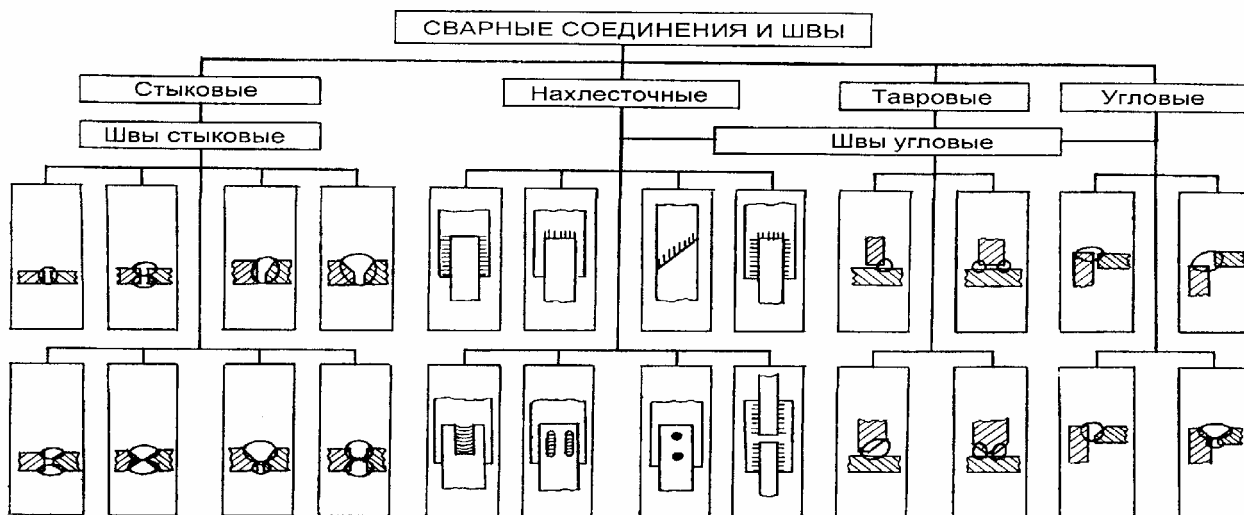 СВАРНЫЕ СОЕДИНЕНИЯ И ШВЫ
Стыковые
Нахлесточные
Тавровые
Угловые
Швы стыковые
Швы угловые